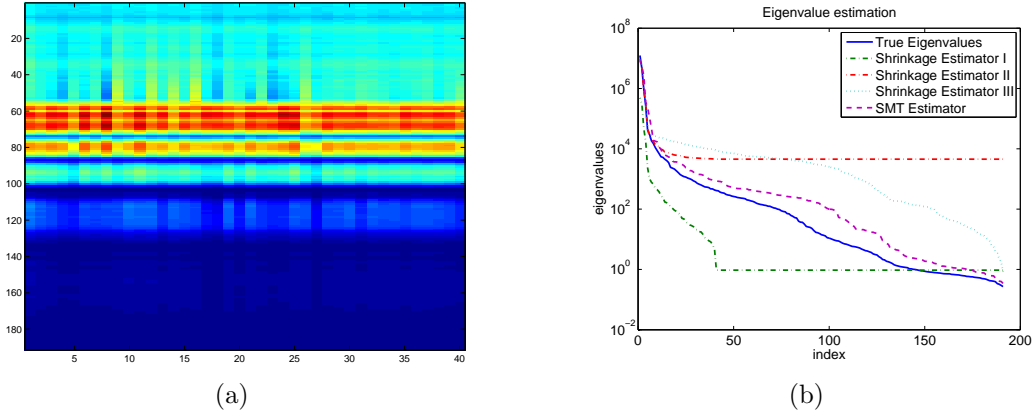 20
40
60
80
100
120
140
160
180
5 10 15 20 25 30 35 40
(a)
Eigenvalue estimation
10^8
10^6
10^4
10^2
10^0
10^−2
eigenvalues
True Eigenvalues
Shrinkage Estimator I
Shrinkage Estimator II
Shrinkage Estimator III
SMT Estimator
0 50 100 150 200
index
(b)